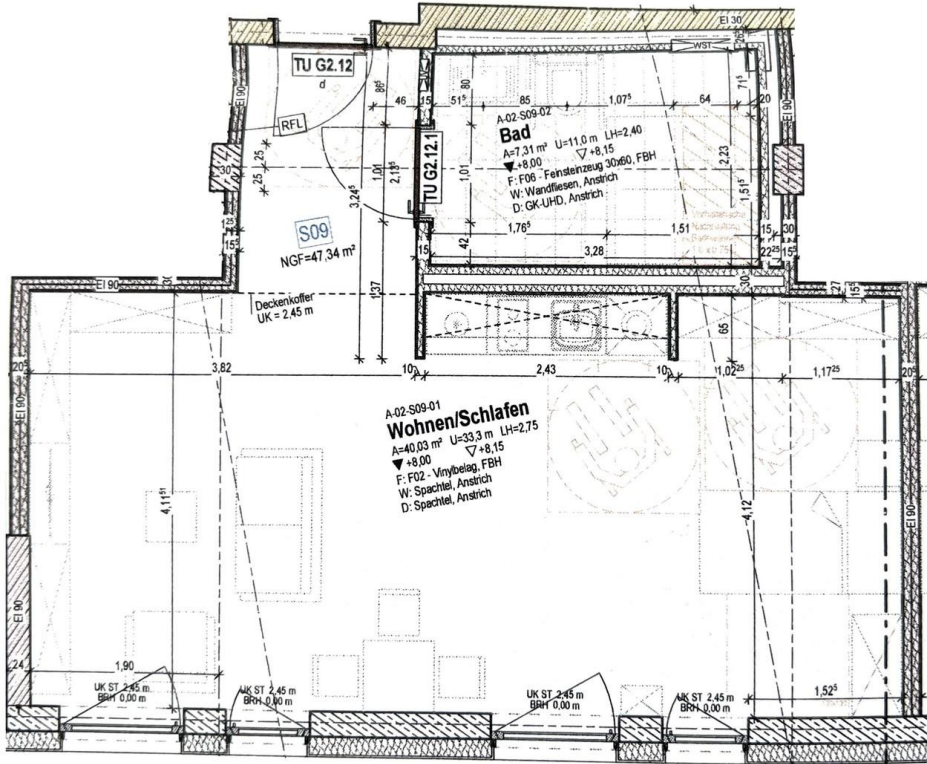 EI 30
WST
26⁵
TU G2.12
d
RFL
EI 90
86⁵
46
15
51⁵
80
85
1,07⁵
64
71⁵
20
EI 90
A-02-S09-02
Bad
A=7,31 m² U=11,0 m LH=2,40
▼ +8,00 ▽ +8,15
F: F06 - Feinsteinzeug 30x60, FBH
W: Wandfliesen, Anstrich
D: GK-UHD, Anstrich
TU G2.12.1
25
25
30
1,01
2,13⁵
3,24⁵
1,01
2,23
1,51⁵
1,76⁵
1,51
3,28
42
15
15
30
22²⁵
15⁵
S09
NGF=47,34 m²
15
EI 90
Deckenkoffer
UK = 2,45 m
1,37
30
27
15⁵
65
20⁵
3,82
10
2,43
10
1,02²⁵
1,17²⁵
20⁵
EI 90
A-02-S09-01
Wohnen/Schlafen
A=40,03 m² U=33,3 m LH=2,75
▼ +8,00 ▽ +8,15
F: F02 - Vinylbelag, FBH
W: Spachtel, Anstrich
D: Spachtel, Anstrich
4,11⁵¹
4,12
EI 90
EI 90
24
1,90
1,52⁵
UK ST 2,45 m
BRH 0,00 m
UK ST 2,45 m
BRH 0,00 m
UK ST 2,45 m
BRH 0,00 m
UK ST 2,45 m
BRH 0,00 m